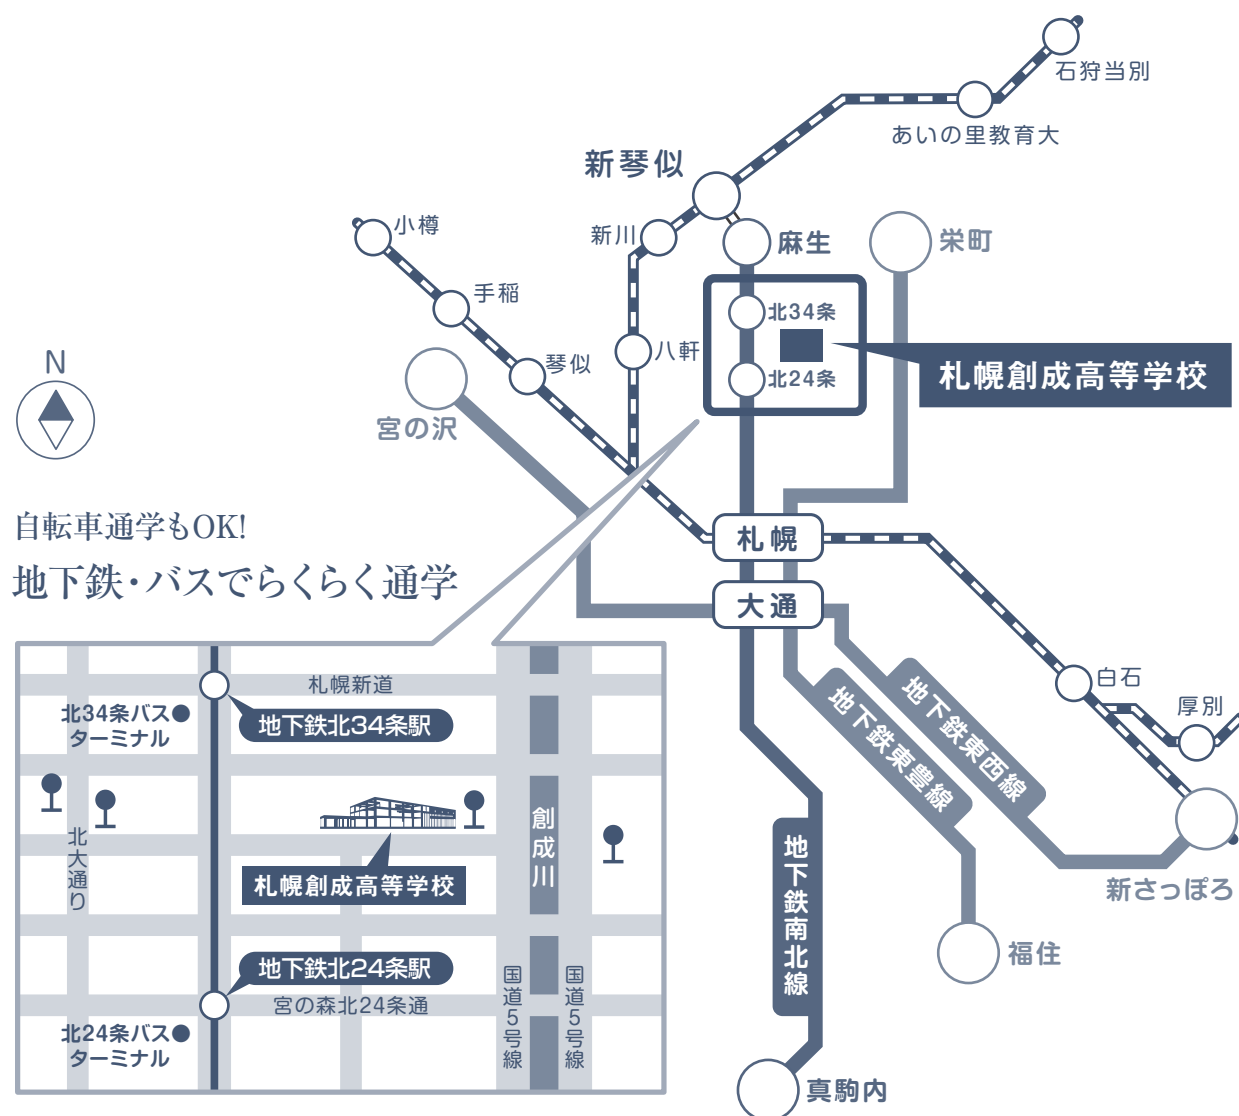 石狩当別
あいの里教育大
新琴似
小樽
新川
麻生
栄町
手稲
北34条
琴似
八軒
北24条
札幌創成高等学校
N
宮の沢
自転車通学もOK!
地下鉄・バスでらくらく通学
札幌
大通
白石
厚別
地下鉄東西線
地下鉄東豊線
地下鉄南北線
新さっぽろ
福住
真駒内
札幌新道
北34条バス
ターミナル
地下鉄北34条駅
北大通り
創成川
札幌創成高等学校
地下鉄北24条駅
宮の森北24条通
国道5号線
国道5号線
北24条バス
ターミナル